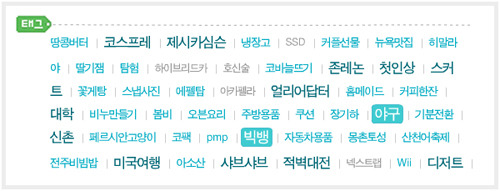 태그
땅콩버터 | 코스프레 | 제시카심슨 | 냉장고 | SSD | 커플선물 | 뉴욕맛집 | 히말라
야 | 딸기잼 | 탐험 | 하이브리드카 | 호신술 | 코바늘뜨기 | 존레논 | 첫인상 | 스커
트 | 꽃게탕 | 스냅사진 | 에펠탑 | 아카펠라 | 얼리어답터 | 홈메이드 | 커피한잔 |
대학 | 비누만들기 | 봄비 | 오븐요리 | 주방용품 | 쿠션 | 장기하 | 야구 | 기분전환 |
신촌 | 페르시안고양이 | 코팩 | pmp | 빅뱅 | 자동차용품 | 몽촌토성 | 산천어축제 |
전주비빔밥 | 미국여행 | 아소산 | 샤브샤브 | 적벽대전 | 넥스트랩 | Wii | 디저트 |